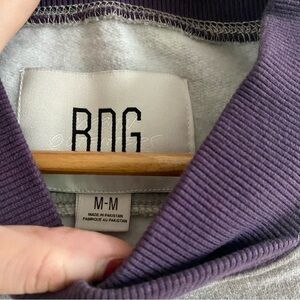 BDG
M-M
MADE IN PAKISTAN
FABRIQUÉ AU PAKISTAN